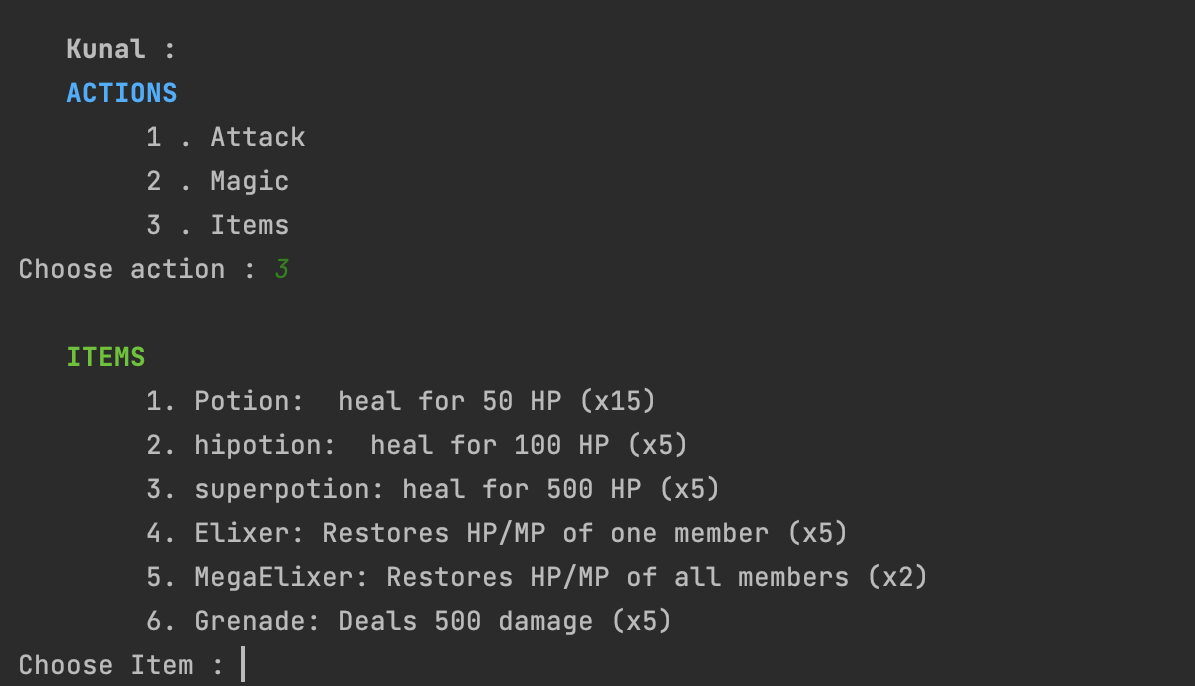 Kunal :
ACTIONS
1 . Attack
2 . Magic
3 . Items
Choose action : 3
ITEMS
1. Potion:  heal for 50 HP (x15)
2. hipotion:  heal for 100 HP (x5)
3. superpotion: heal for 500 HP (x5)
4. Elixer: Restores HP/MP of one member (x5)
5. MegaElixer: Restores HP/MP of all members (x2)
6. Grenade: Deals 500 damage (x5)
Choose Item :